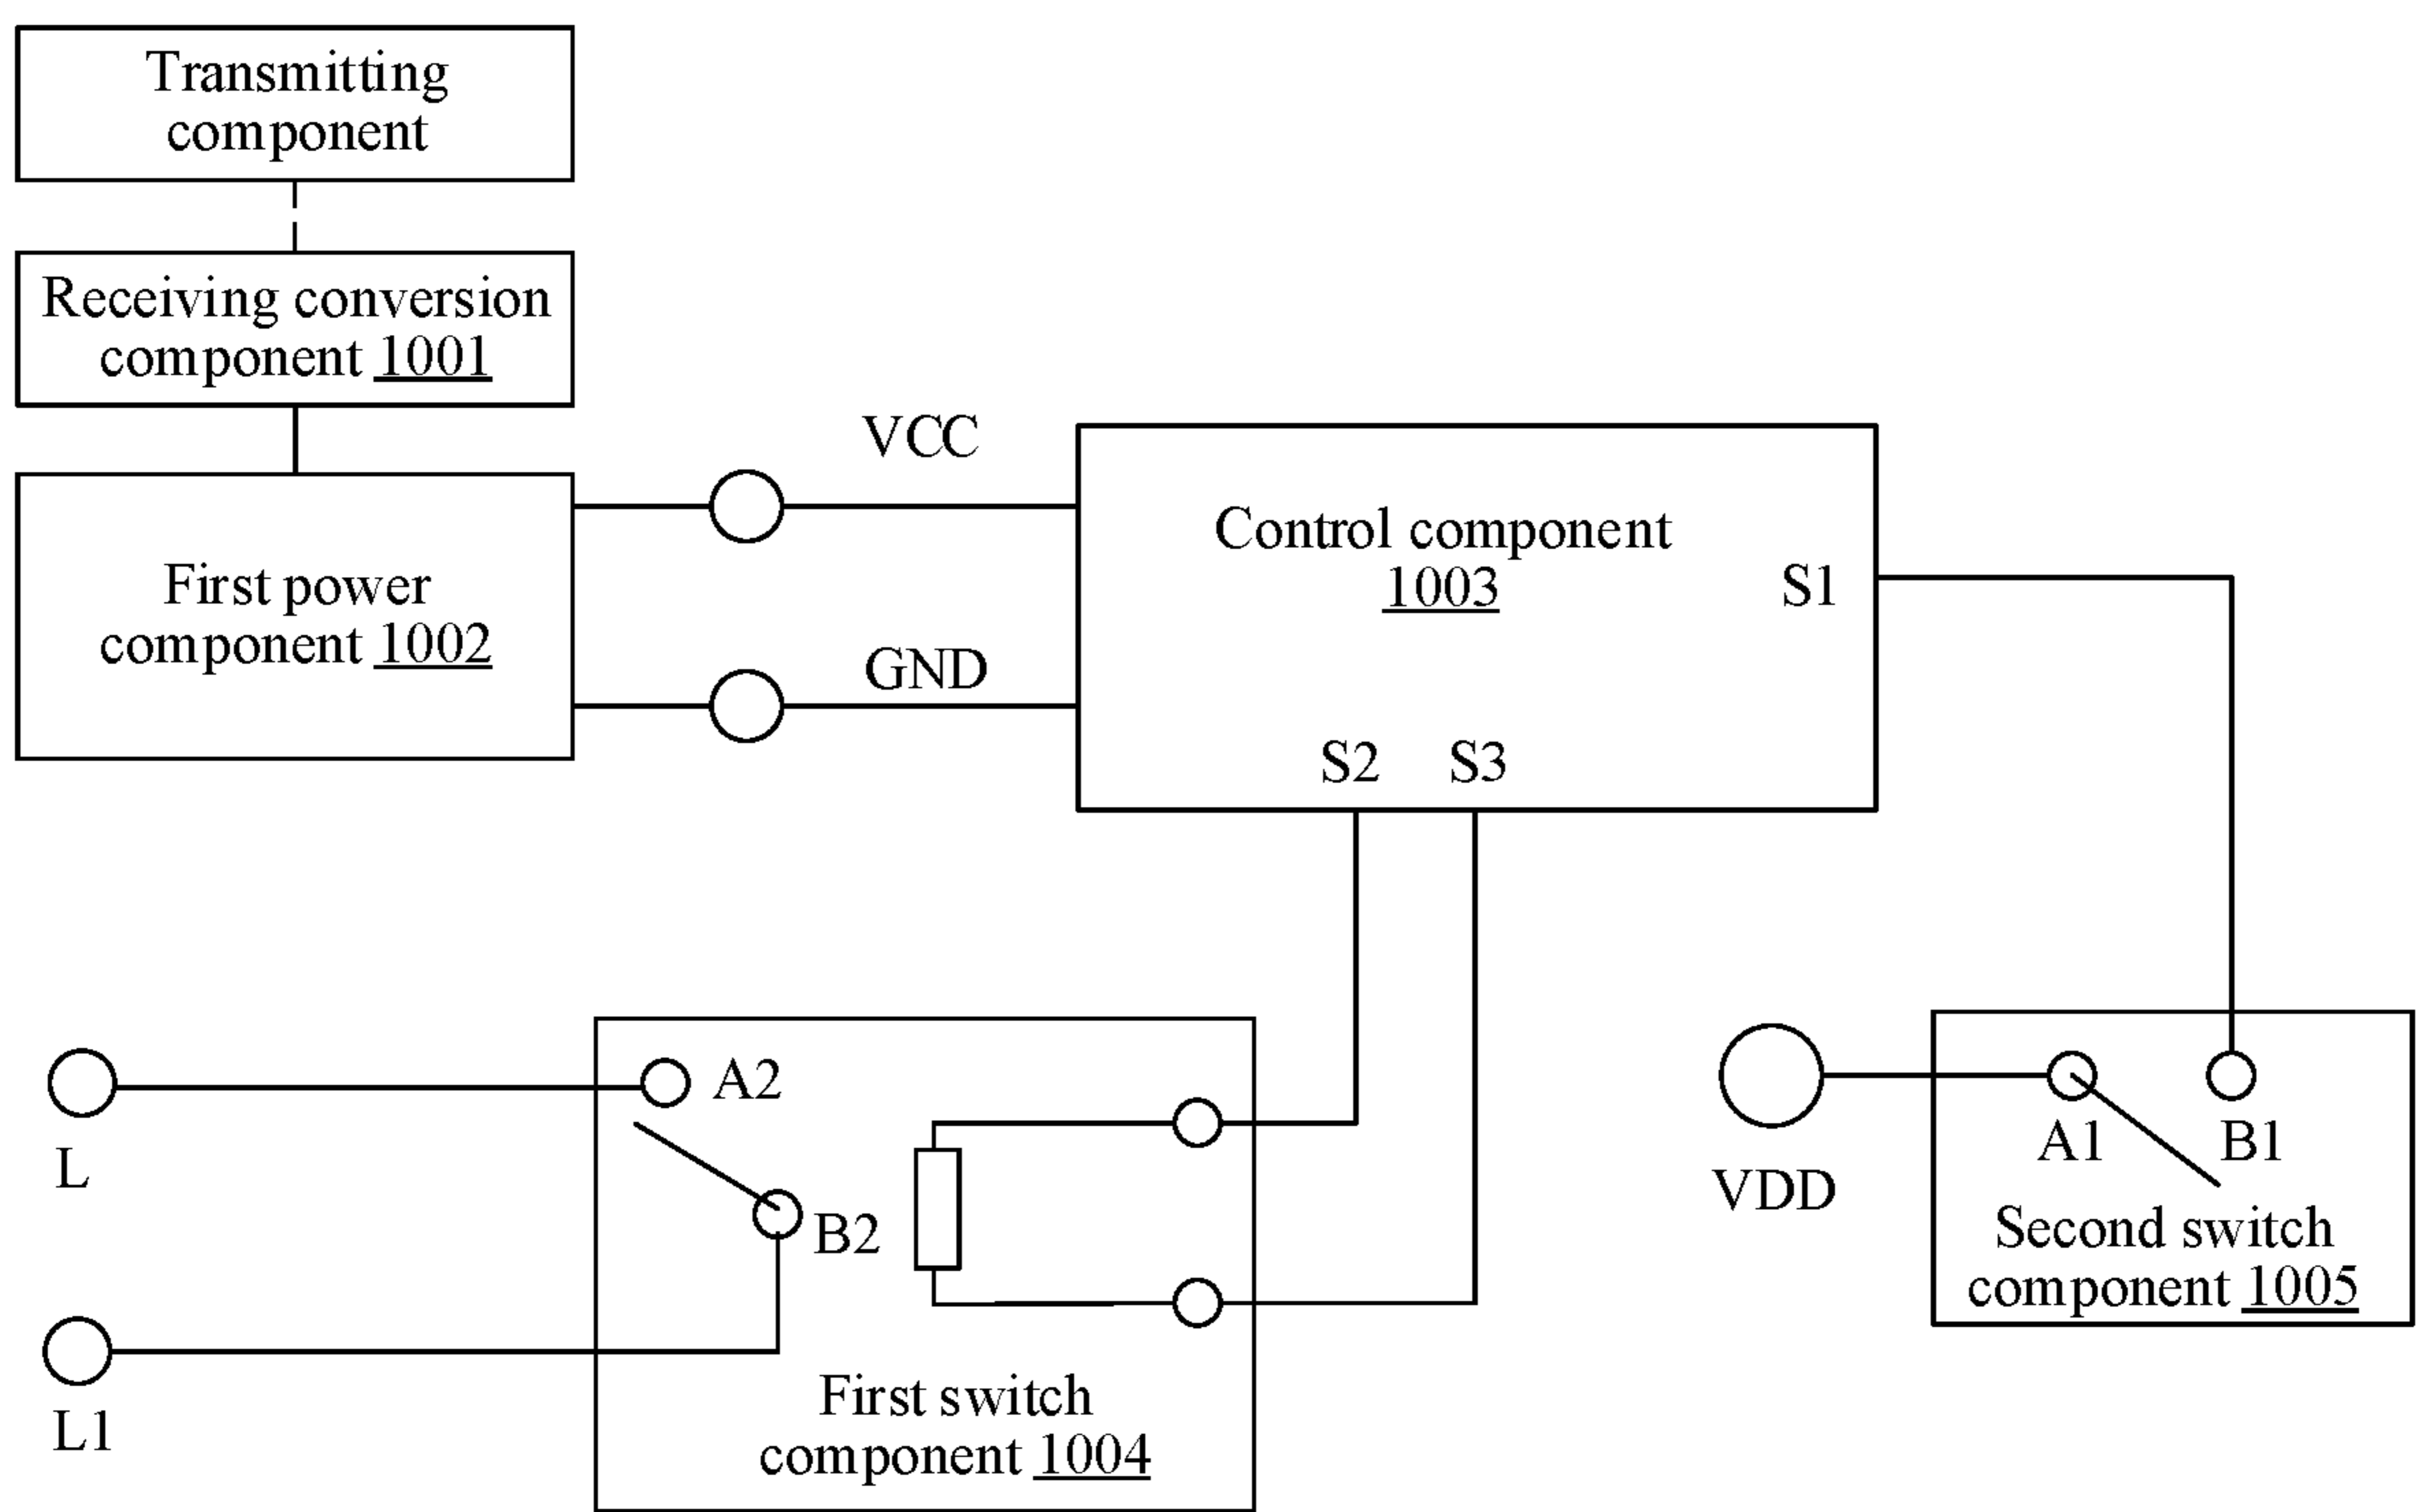 Transmitting
component
Receiving conversion
component 1001
First power
component 1002
VCC
GND
Control component
1003
S1
S2
S3
L
L1
A2
B2
First switch
component 1004
VDD
A1
B1
Second switch
component 1005